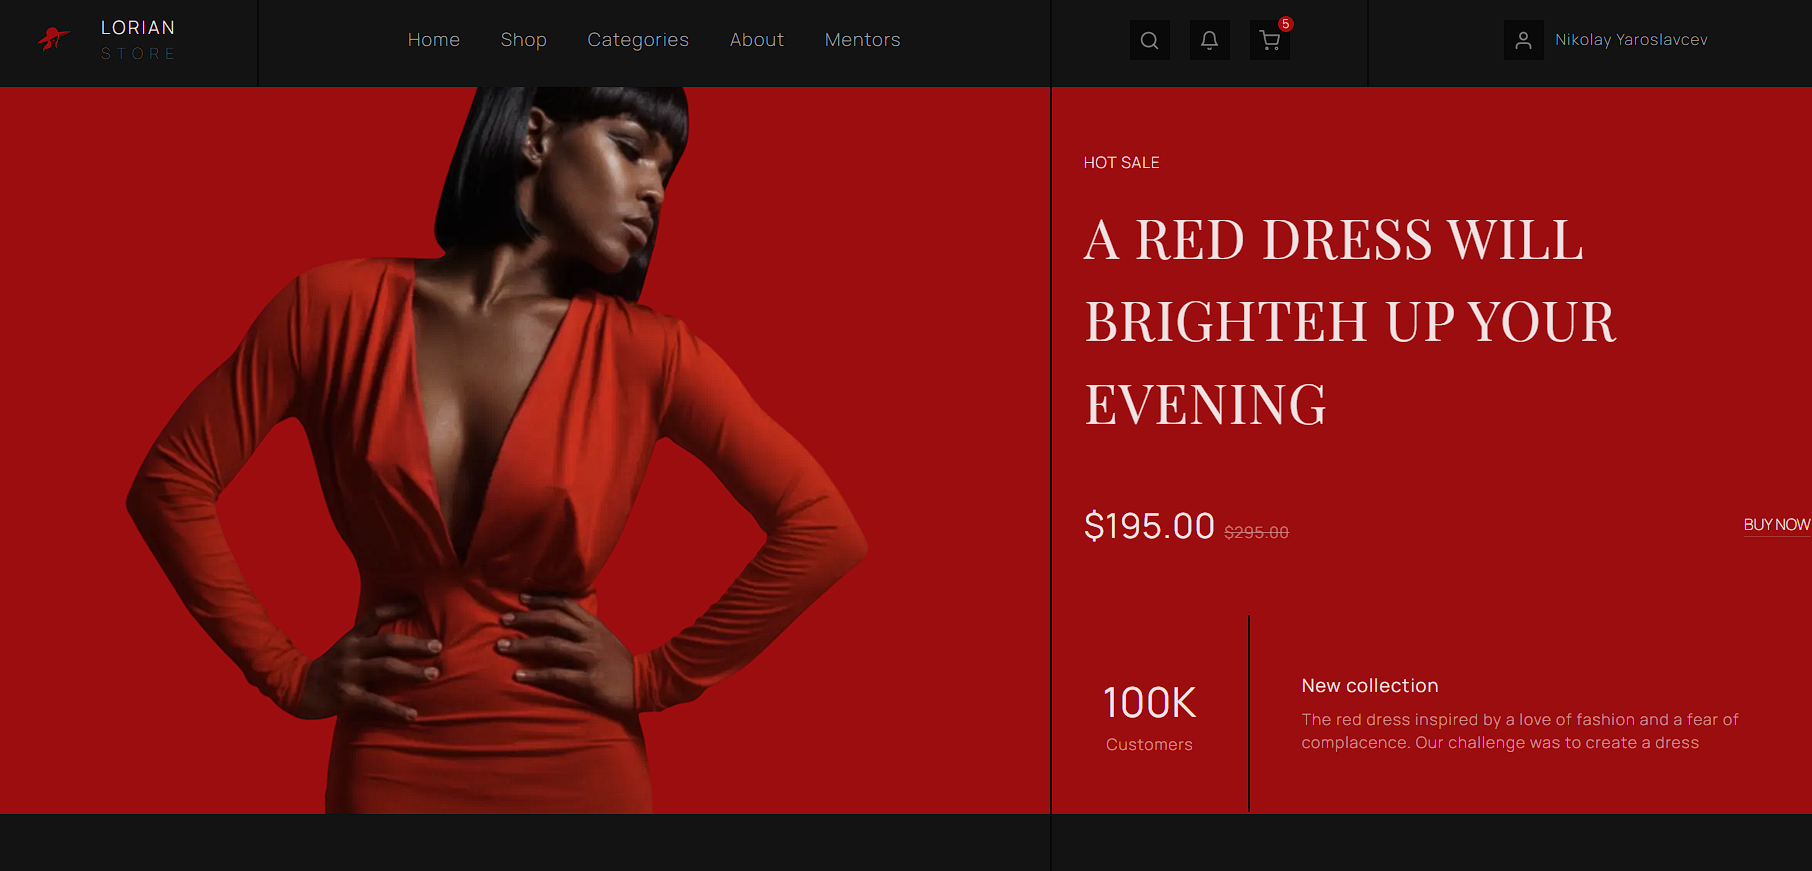 LORIAN
STORE
Home Shop Categories About Mentors
5
Nikolay Yaroslavcev
HOT SALE
A RED DRESS WILL
BRIGHTEH UP YOUR
EVENING
$195.00 $295.00
BUY NOW
100K
Customers
New collection
The red dress inspired by a love of fashion and a fear of
complacence. Our challenge was to create a dress